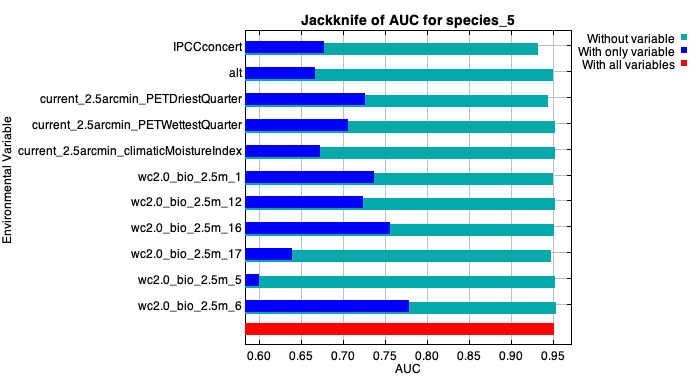 Jackknife of AUC for species_5
Without variable
With only variable
With all variables
Environmental Variable
IPCCconcert
alt
current_2.5arcmin_PETDriestQuarter
current_2.5arcmin_PETWettestQuarter
current_2.5arcmin_climaticMoistureIndex
wc2.0_bio_2.5m_1
wc2.0_bio_2.5m_12
wc2.0_bio_2.5m_16
wc2.0_bio_2.5m_17
wc2.0_bio_2.5m_5
wc2.0_bio_2.5m_6
0.60 0.65 0.70 0.75 0.80 0.85 0.90 0.95
AUC